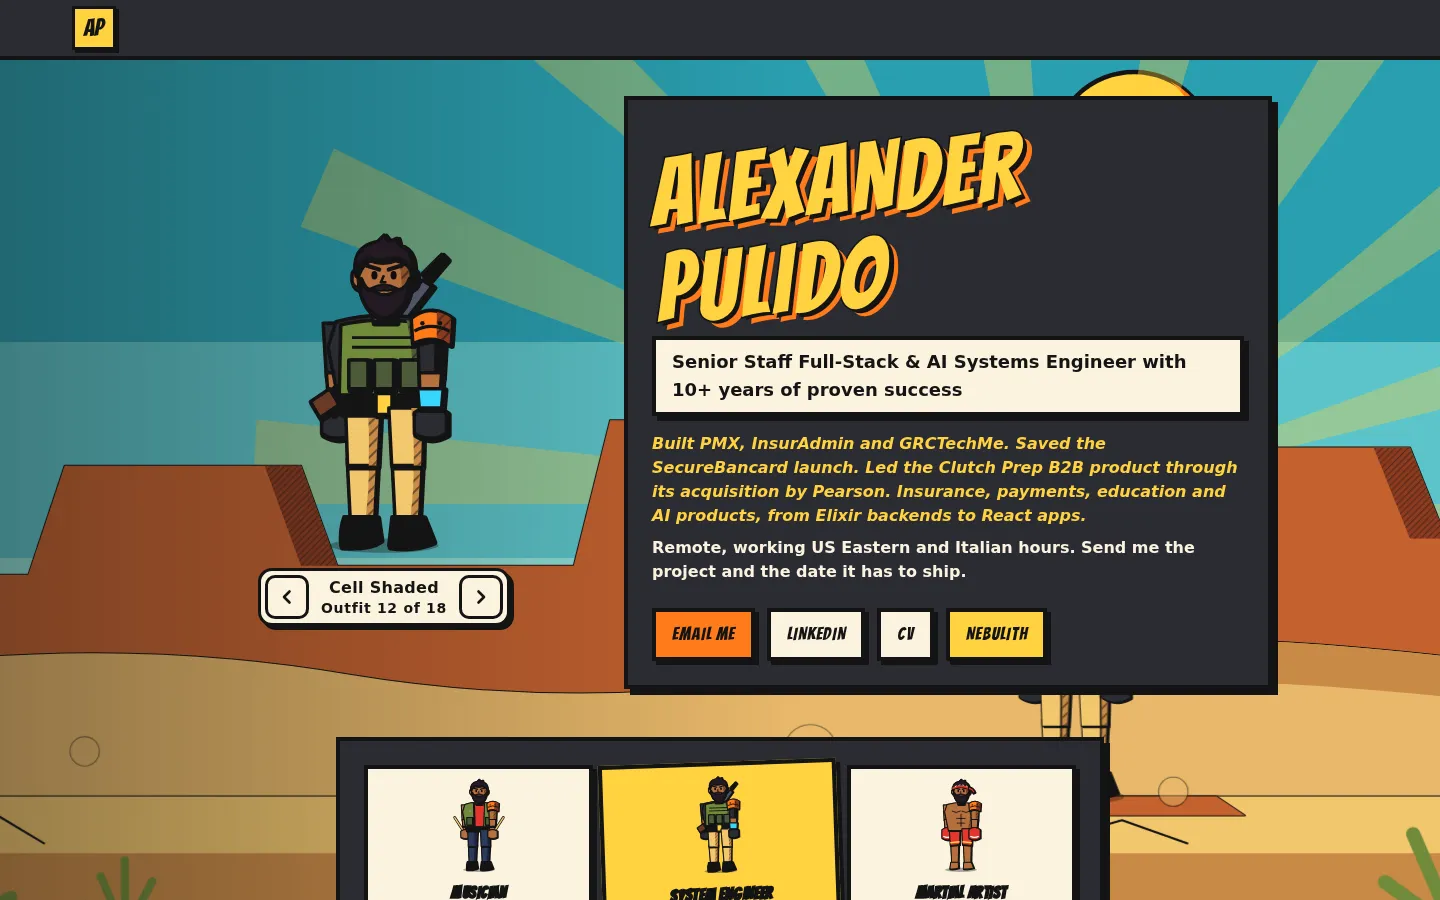 AP
ALEXANDER
PULIDO
Senior Staff Full-Stack & AI Systems Engineer with
10+ years of proven success
Built PMX, InsurAdmin and GRCTechMe. Saved the
SecureBancard launch. Led the Clutch Prep B2B product through
its acquisition by Pearson. Insurance, payments, education and
AI products, from Elixir backends to React apps.
Remote, working US Eastern and Italian hours. Send me the
project and the date it has to ship.
EMAIL ME
LINKEDIN
CV
NEBULITH
Cell Shaded
Outfit 12 of 18
MUSICIAN
SYSTEM ENGINEER
MARTIAL ARTIST